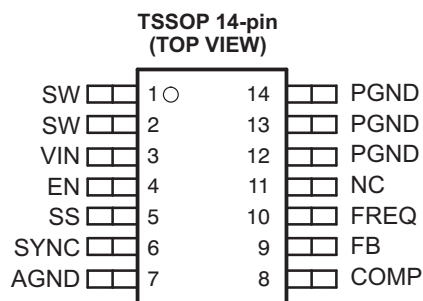 TSSOP 14-pin
(TOP VIEW)
SW 1 14 PGND
SW 2 13 PGND
VIN 3 12 PGND
EN 4 11 NC
SS 5 10 FREQ
SYNC 6 9 FB
AGND 7 8 COMP